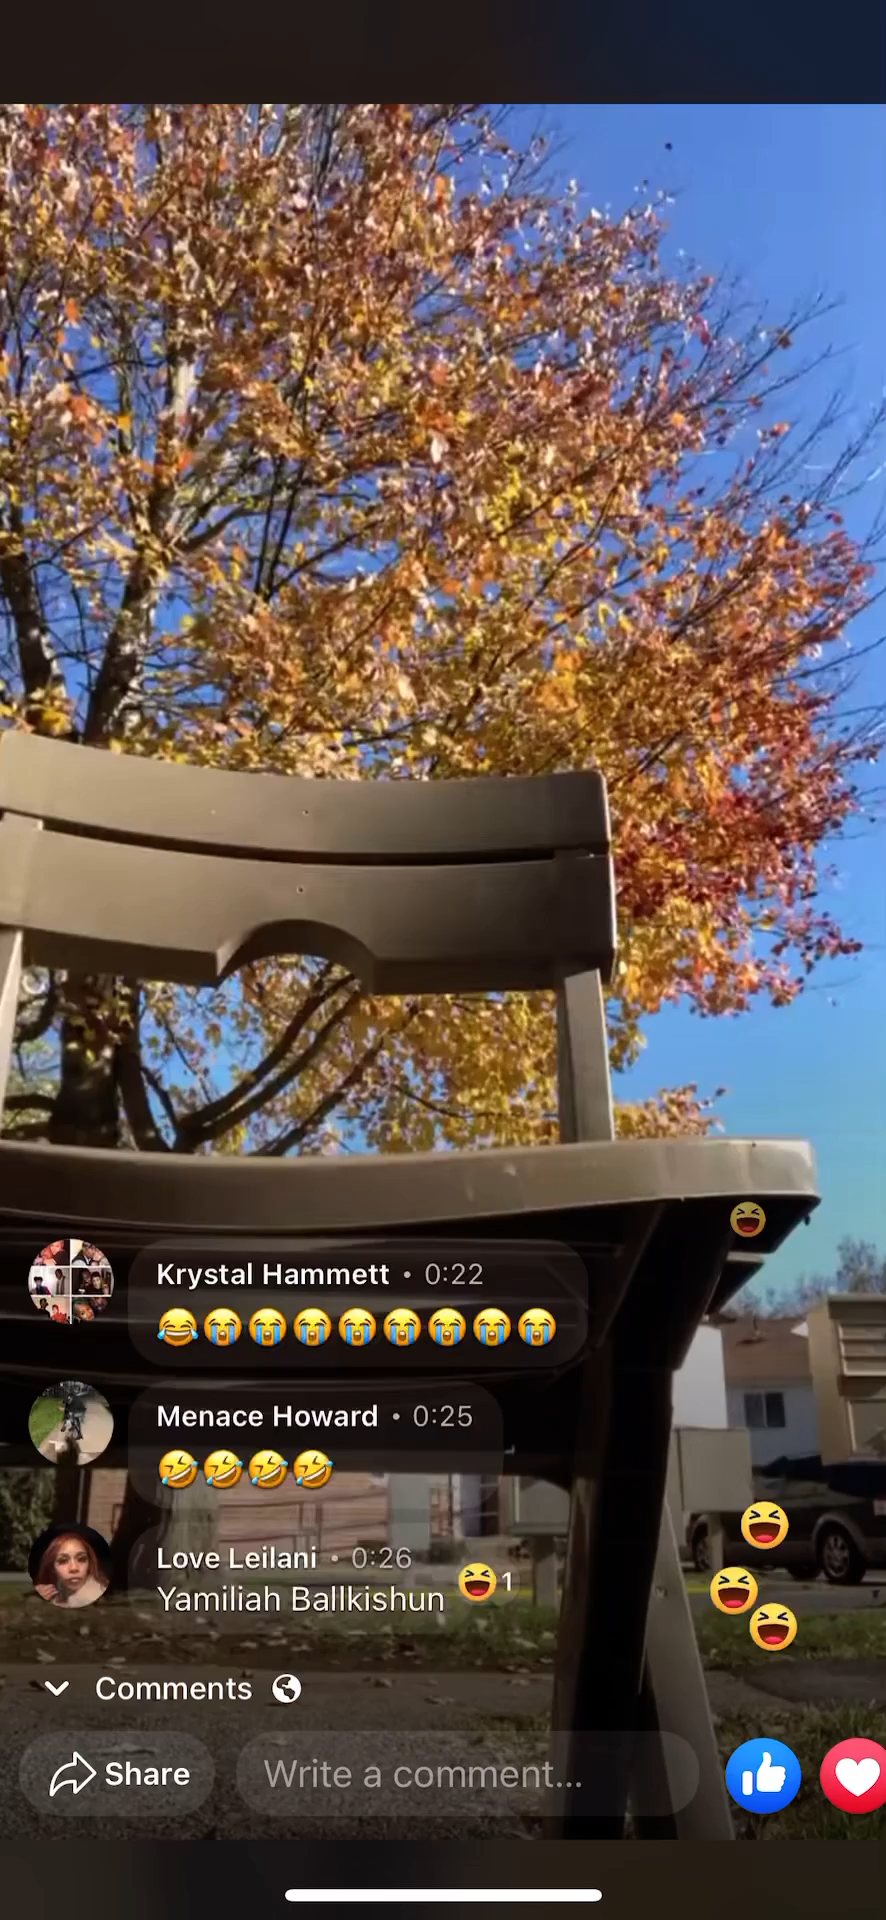 Krystal Hammett • 0:22
😂😭😭😭😭😭😭😭😭
Menace Howard • 0:25
🤣🤣🤣🤣
Love Leilani • 0:26
Yamiliah Ballkishun 😆 1
Comments
Share
Write a comment...